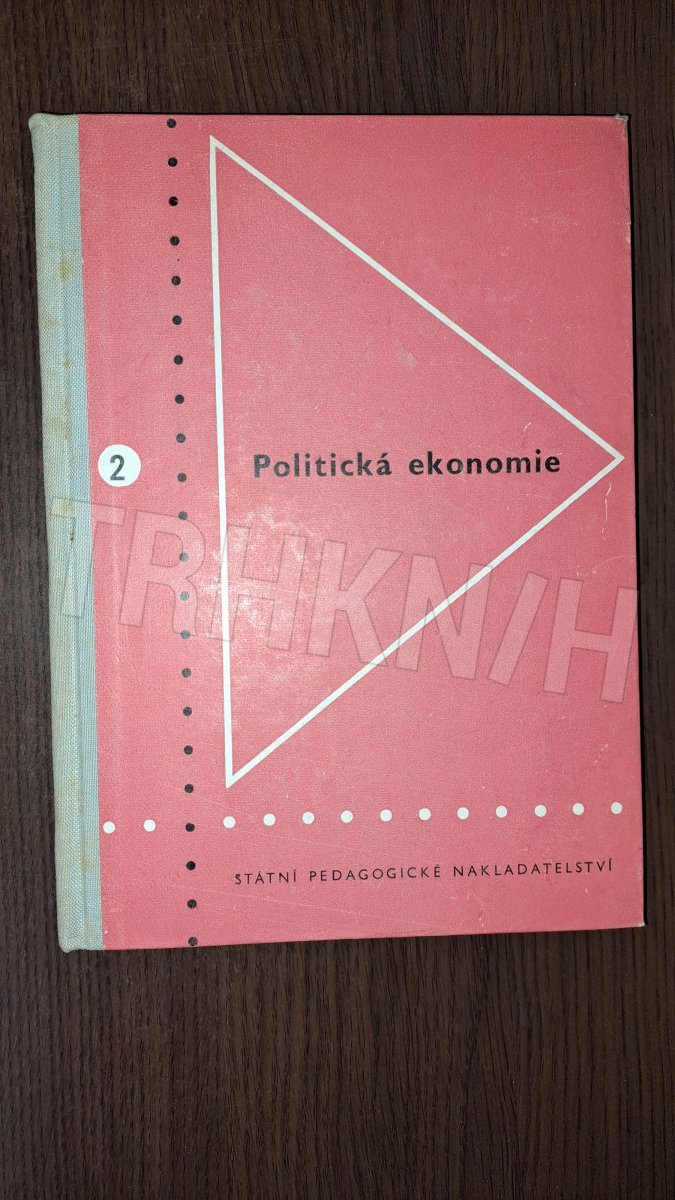 2
Politická ekonomie
TRHKNIH
STÁTNÍ PEDAGOGICKÉ NAKLADATELSTVÍ